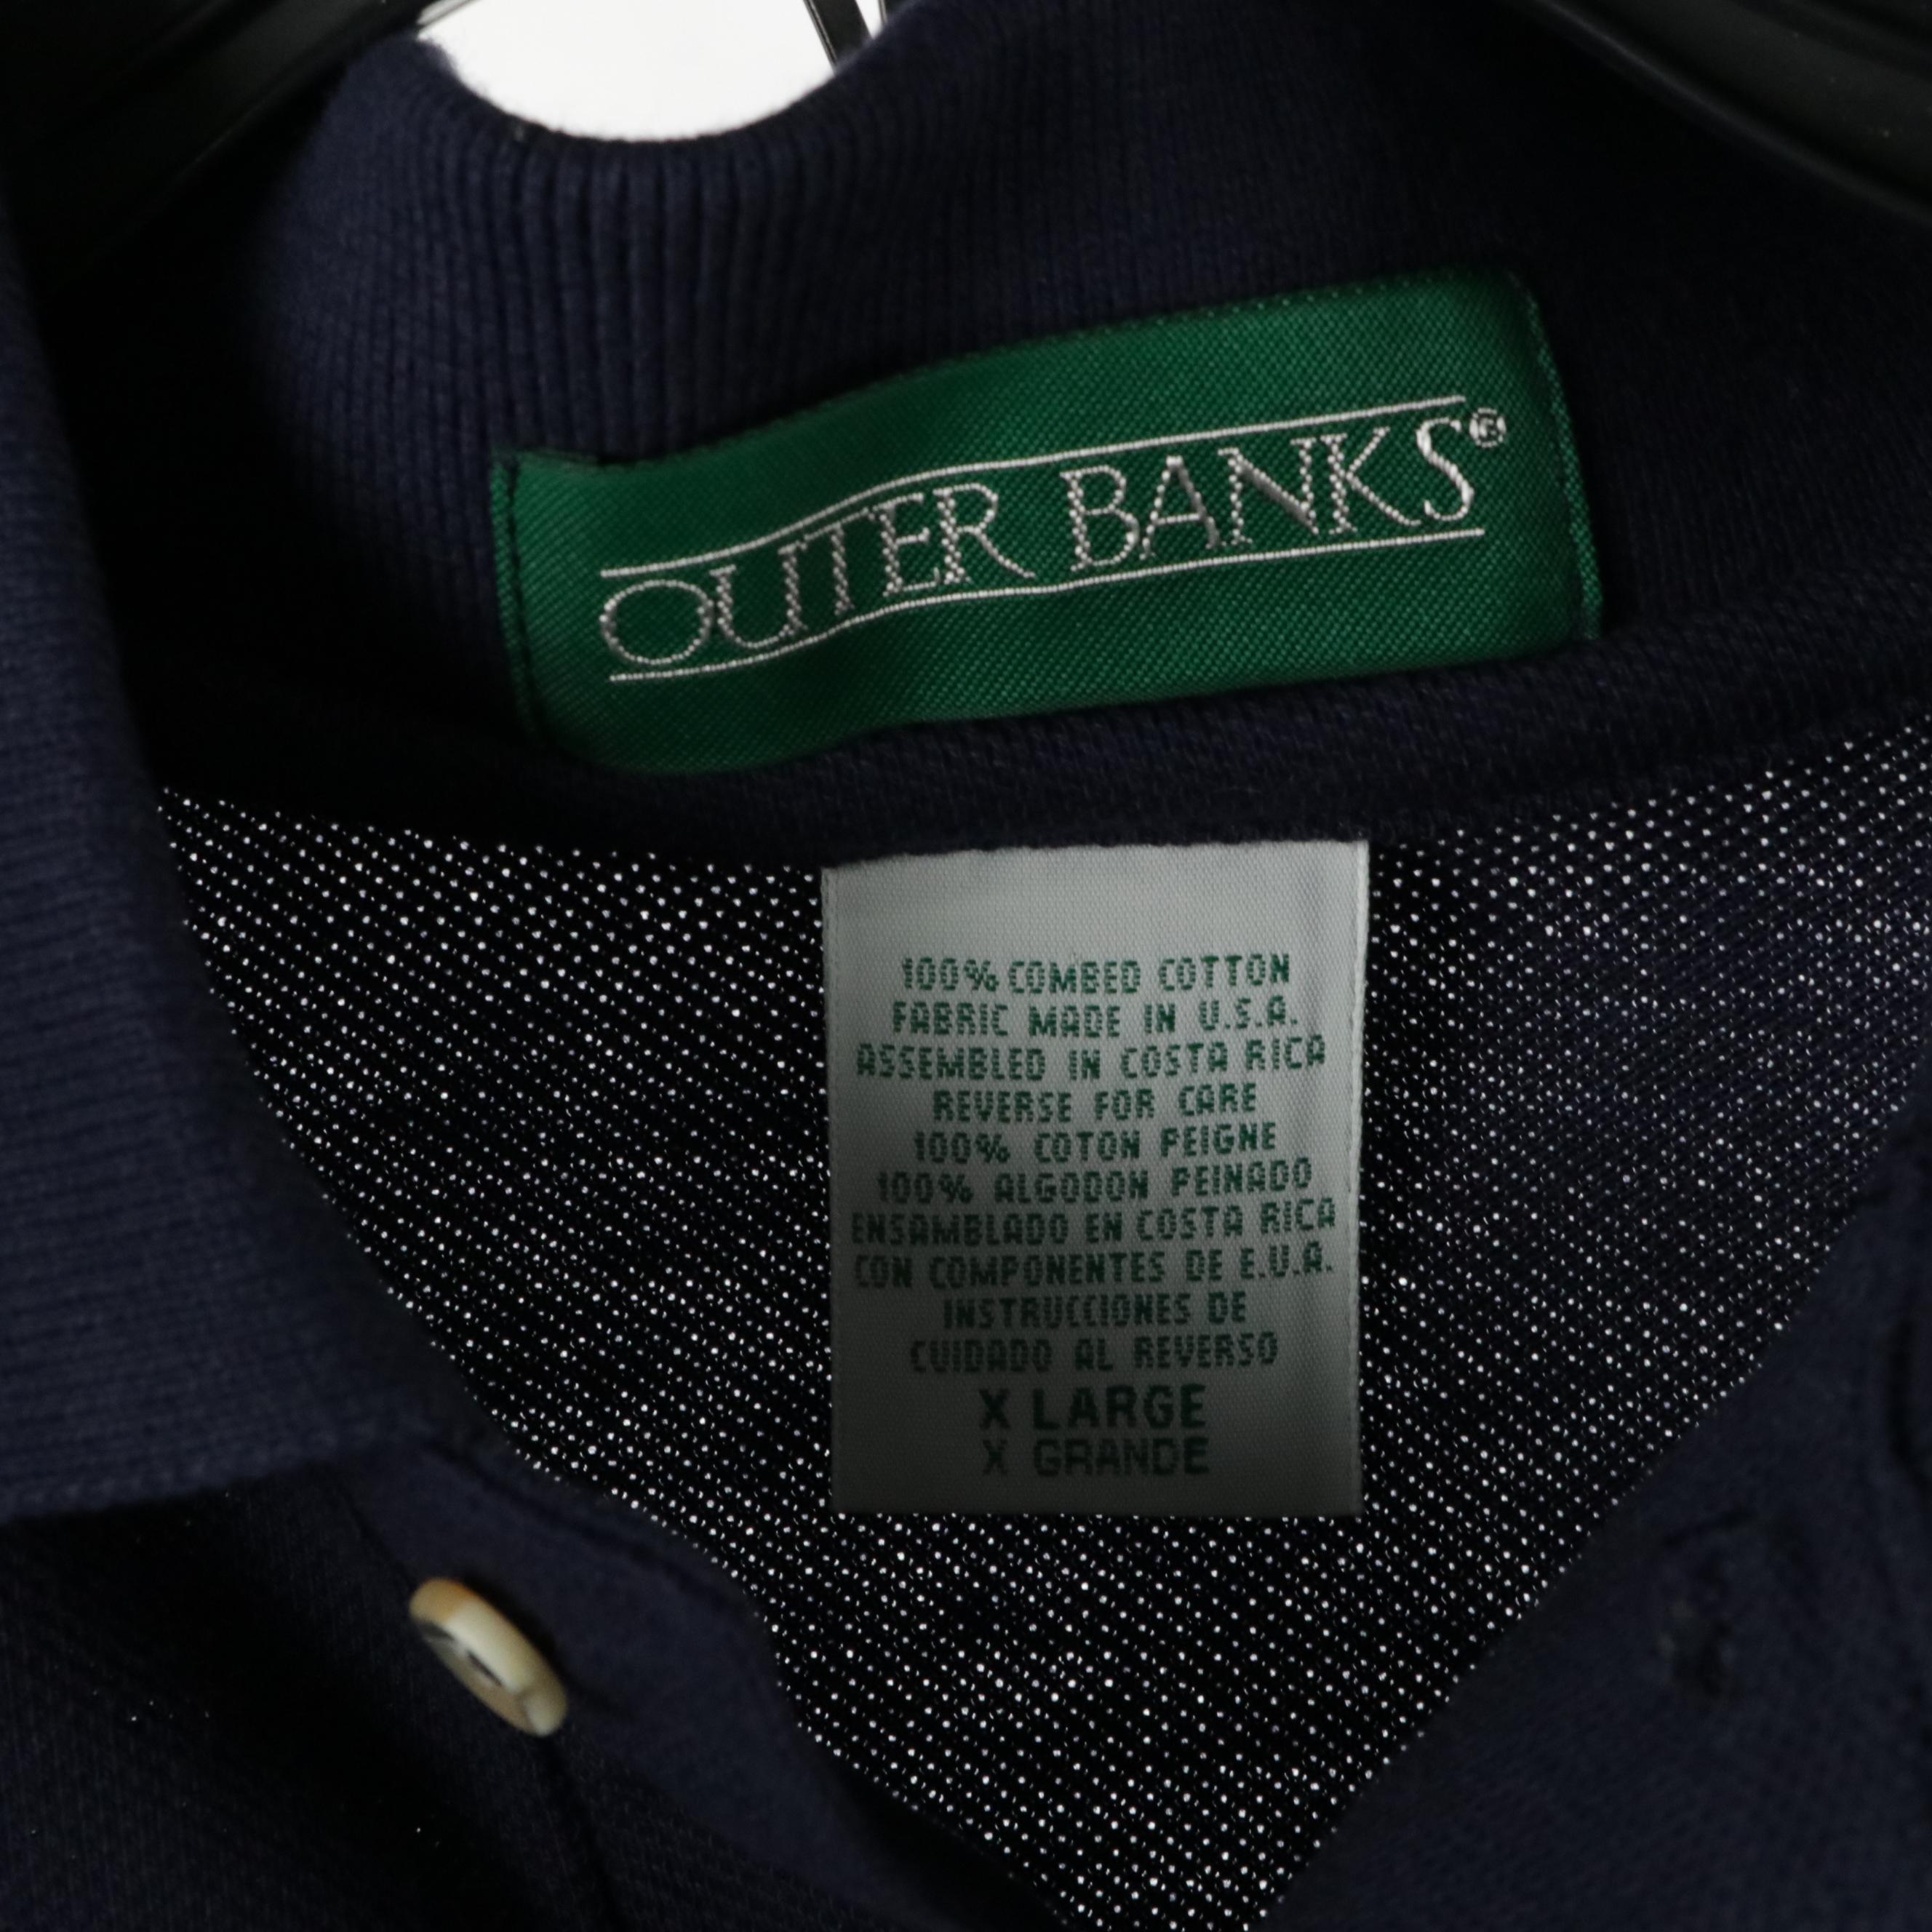 OUTER BANKS®
100% COMBED COTTON
FABRIC MADE IN U.S.A.
ASSEMBLED IN COSTA RICA
REVERSE FOR CARE
100% COTON PEIGNE
100% ALGODON PEINADO
ENSAMBLADO EN COSTA RICA
CON COMPONENTES DE E.U.A.
INSTRUCCIONES DE
CUIDADO AL REVERSO
X LARGE
X GRANDE